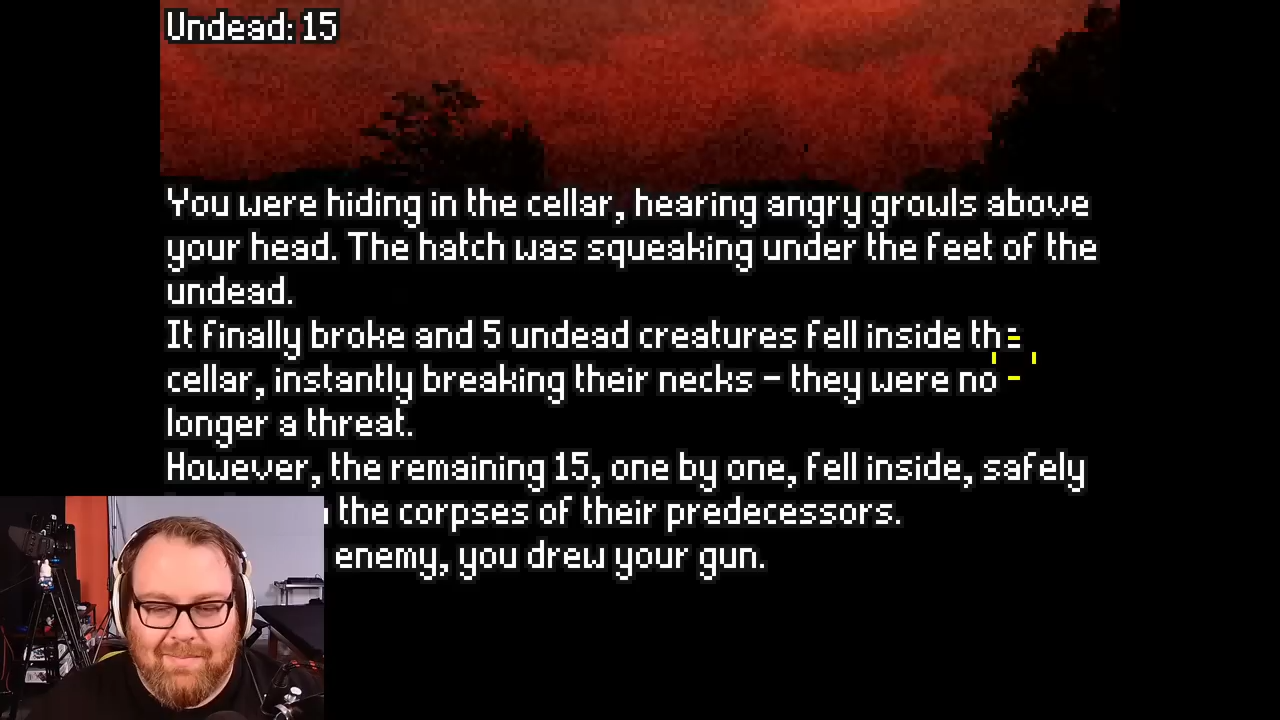 Undead: 15
You were hiding in the cellar, hearing angry growls above
your head. The hatch was squeaking under the feet of the
undead.
It finally broke and 5 undead creatures fell inside the
cellar, instantly breaking their necks - they were no
longer a threat.
However, the remaining 15, one by one, fell inside, safely
the corpses of their predecessors.
enemy, you drew your gun.